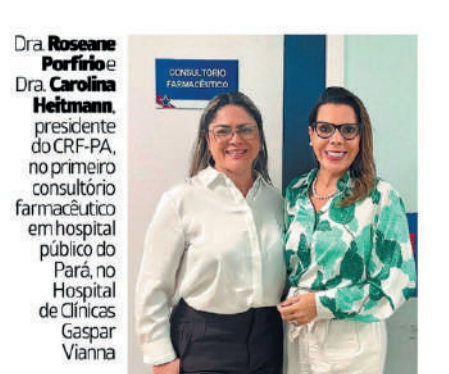 Dra. Roseane
Porfírio e
Dra. Carolina
Heitmann,
presidente
do CRF-PA,
no primeiro
consultório
farmacêutico
em hospital
público do
Pará, no
Hospital
de Clínicas
Gaspar
Vianna
CONSULTÓRIO
FARMACÊUTICO